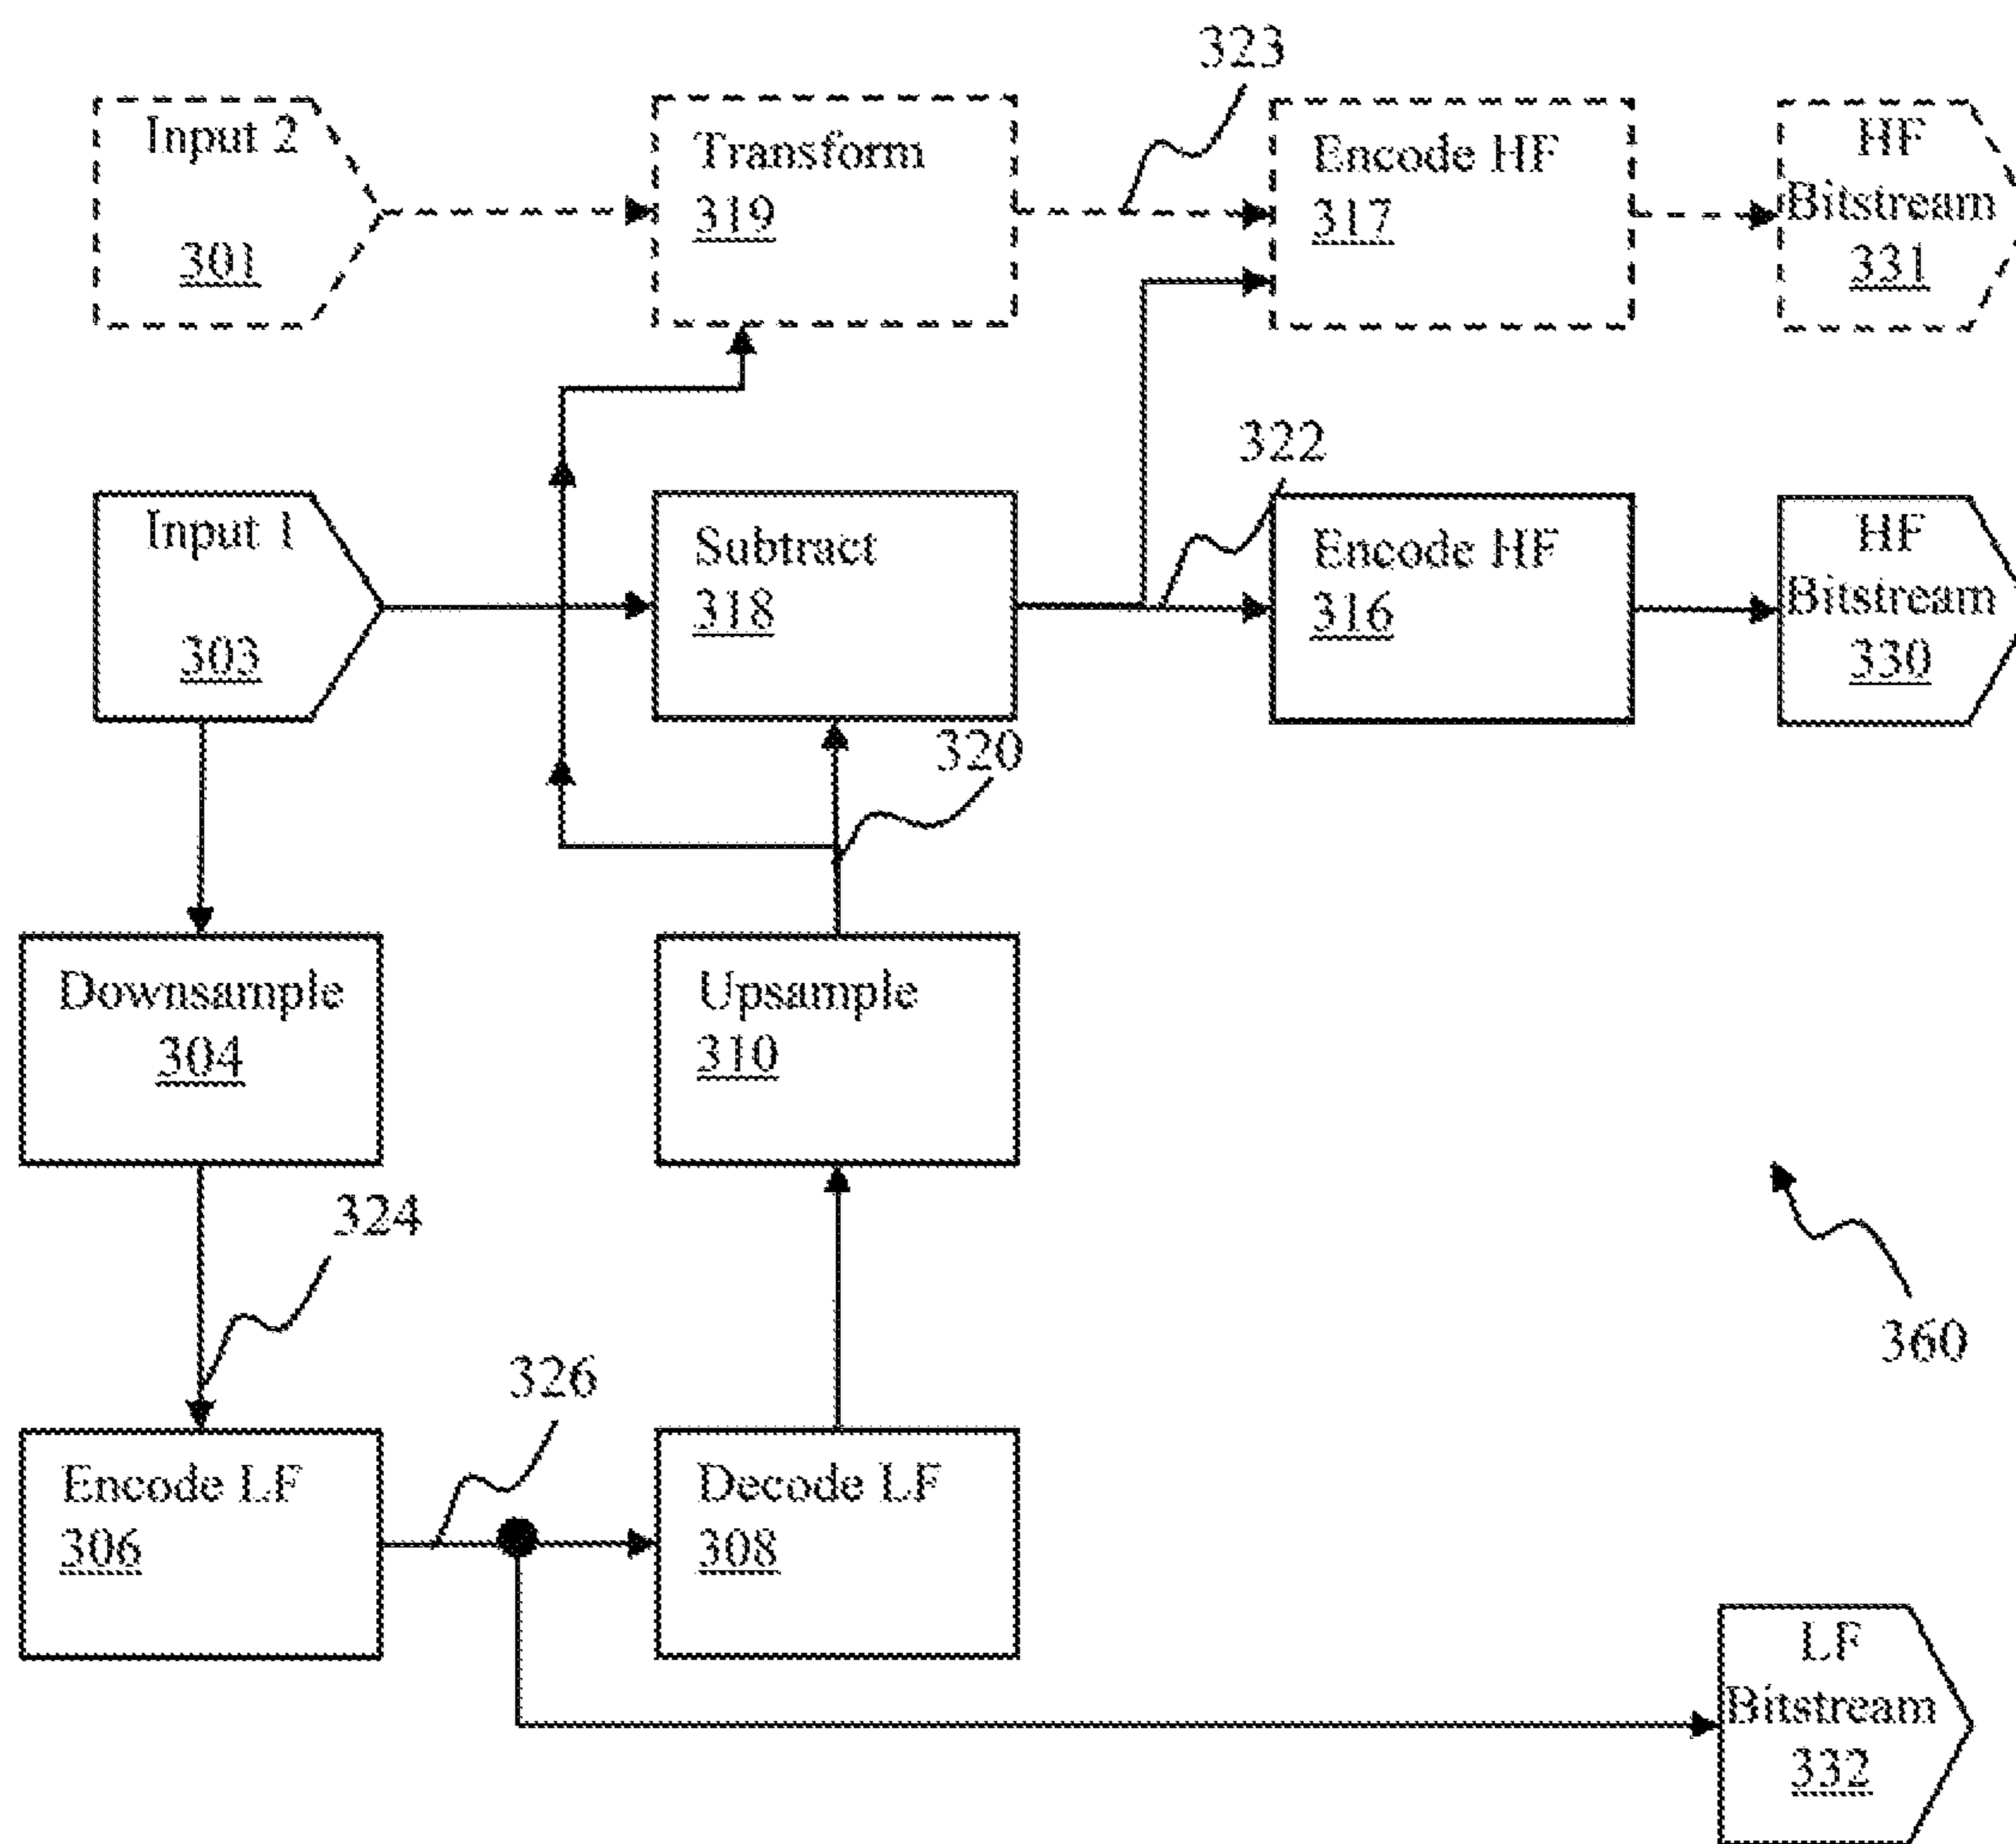 323
Input 2
301
Transform
319
Encode HF
317
HF
Bitstream
331
322
Input 1
303
Subtract
318
Encode HF
316
HF
Bitstream
330
320
Downsample
304
Upsample
310
324
326
360
Encode LF
306
Decode LF
308
LF
Bitstream
332